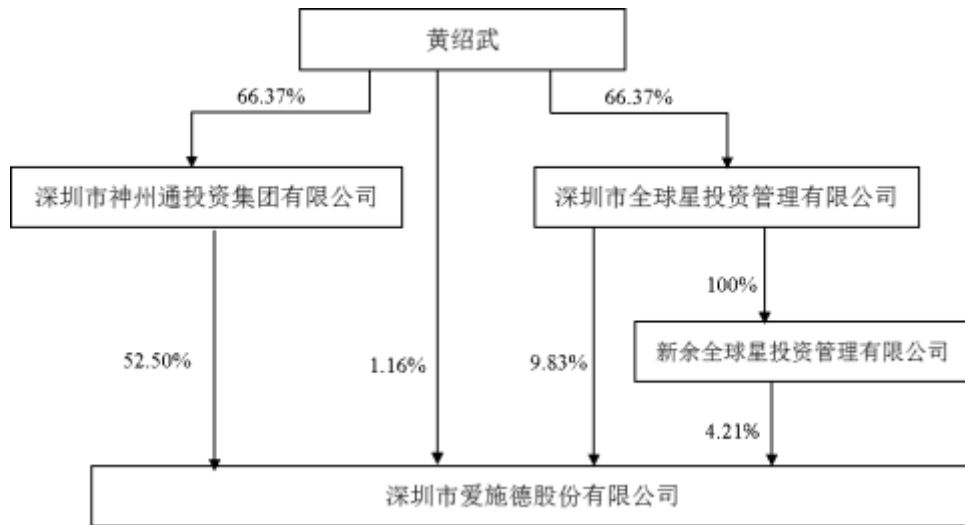 黄绍武
66.37%
66.37%
深圳市神州通投资集团有限公司
深圳市全球星投资管理有限公司
100%
新余全球星投资管理有限公司
52.50%
1.16%
9.83%
4.21%
深圳市爱施德股份有限公司